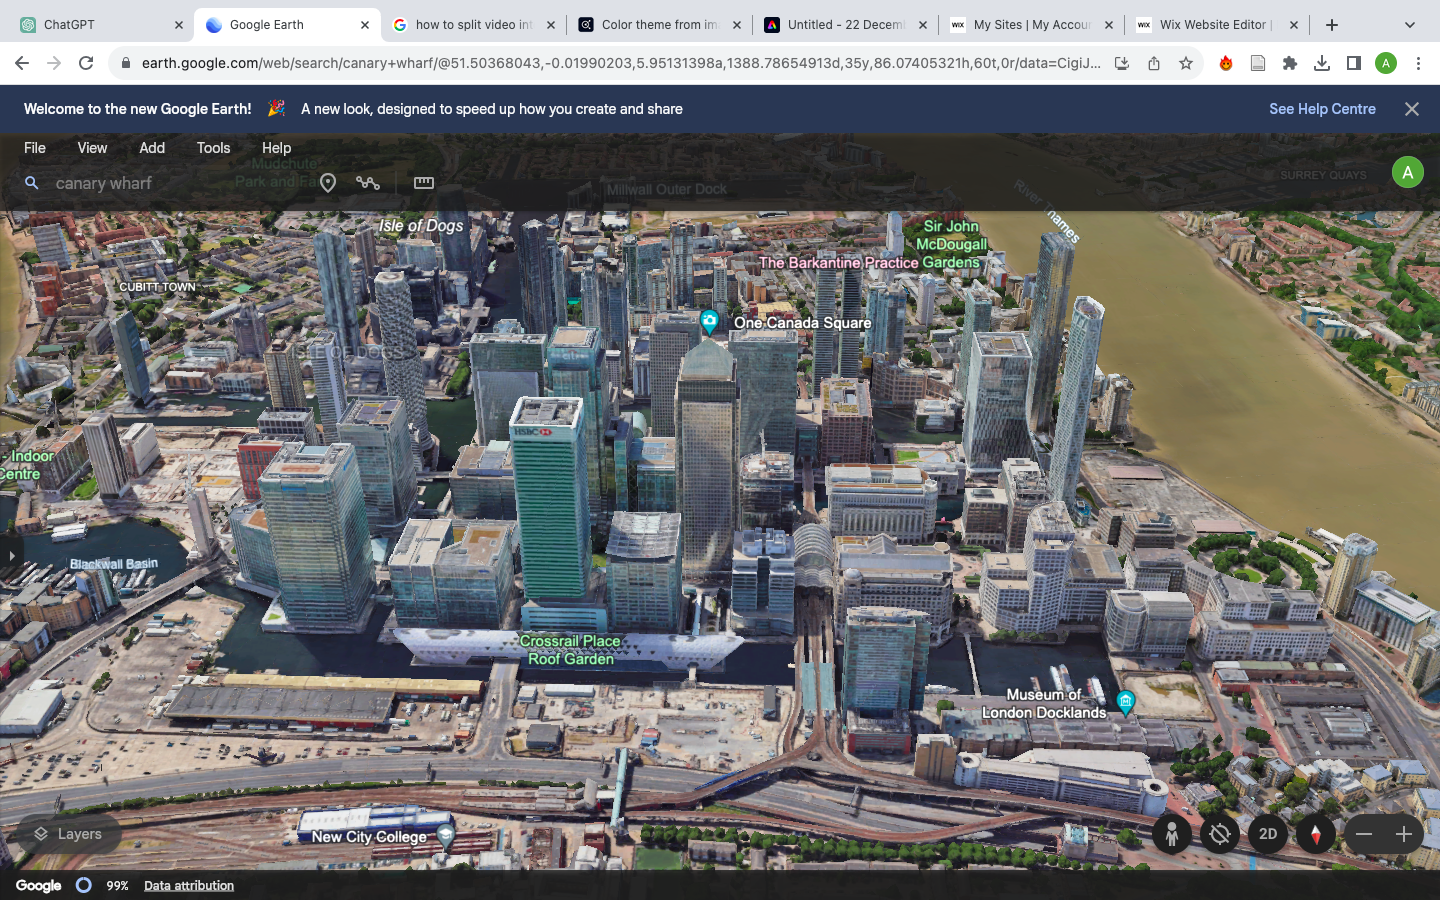 ChatGPT
Google Earth
how to split video int
Color theme from ima
Untitled - 22 Decemb
WIX My Sites | My Accour
WIX Wix Website Editor |
earth.google.com/web/search/canary+wharf/@51.50368043,-0.01990203,5.95131398a,1388.78654913d,35y,86.07405321h,60t,0r/data=CigiJ...
A
Welcome to the new Google Earth! A new look, designed to speed up how you create and share
See Help Centre
File View Add Tools Help
Mudchute
Park and Fa
canary wharf
Millwall Outer Dock
SURREY QUAYS
A
River Thames
Isle of Dogs
Sir John
McDougall
Gardens
The Barkantine Practice
CUBITT TOWN
One Canada Square
ISLE OF DOGS
HSBC
- Indoor
Centre
Blackwall Basin
Crossrail Place
Roof Garden
Museum of
London Docklands
New City College
Layers
2D
Google 99% Data attribution